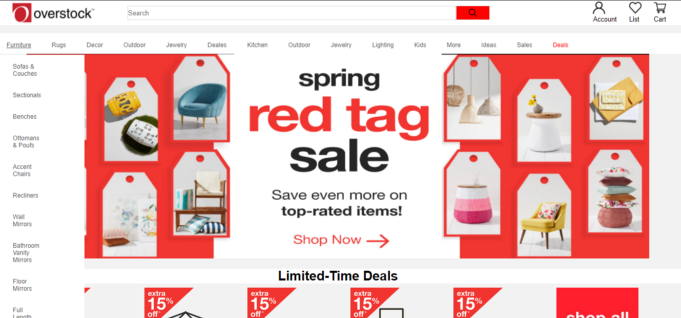 overstock™
Search
Account
List
Cart
Furniture Rugs Decor Outdoor Jewelry Deales Kitchen Outdoor Jewelry Lighting Kids More Ideas Sales Deals
Sofas &
Couches
Sectionals
Benches
Ottomans
& Poufs
Accent
Chairs
Recliners
Wall
Mirrors
Bathroom
Vanity
Mirrors
Floor
Mirrors
Full
Length
spring
red tag
sale
Save even more on
top-rated items!
Shop Now
Limited-Time Deals
extra
15%
off*
extra
15%
off*
extra
15%
off*
extra
15%
off*
shop all